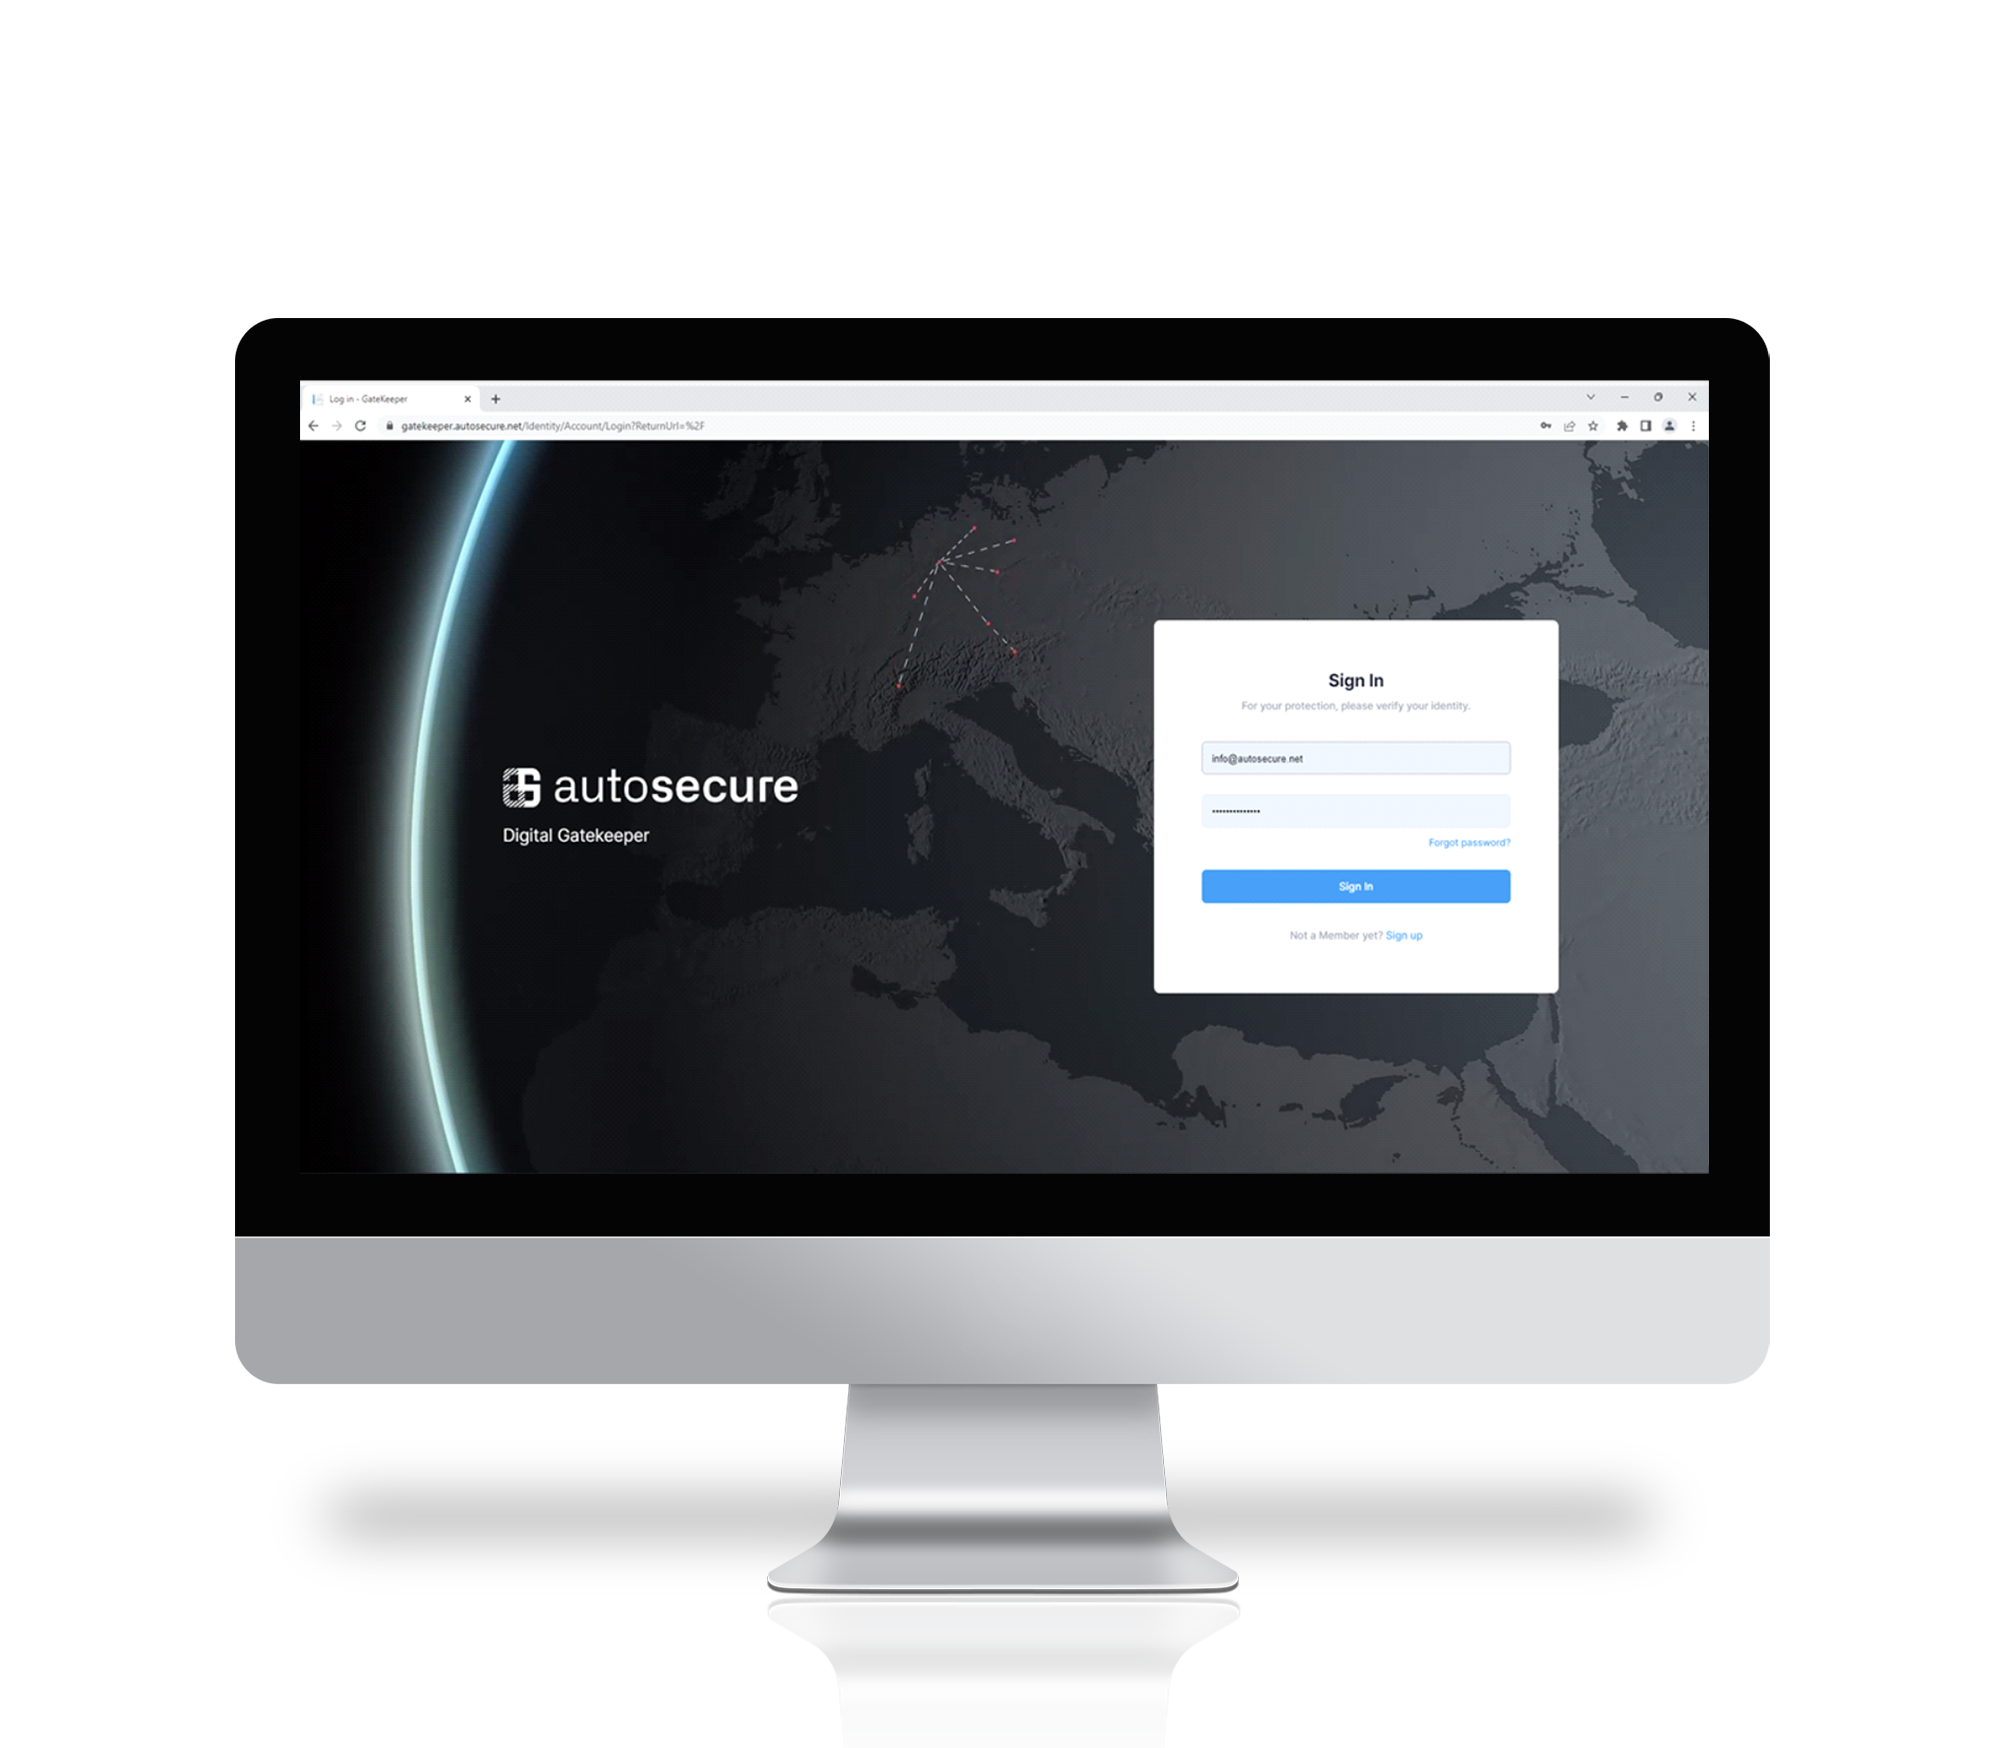 Log in - GateKeeper
gatekeeper.autosecure.net/Identity/Account/Login?ReturnUrl=%2F
Sign In
For your protection, please verify your identity.
info@autosecure.net
Forgot password?
Sign In
Not a Member yet? Sign up
autosecure
Digital Gatekeeper